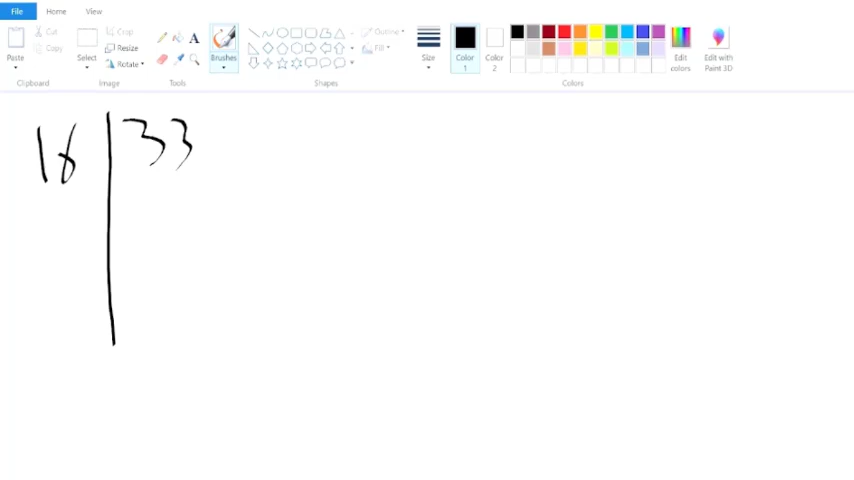 File Home View
Cut
Copy
Paste
Clipboard
Crop
Resize
Rotate
Select
Image
A
Tools
Brushes
Outline
Fill
Shapes
Size
Color 1
Color 2
Colors
Edit colors
Edit with Paint 3D
18 | 33